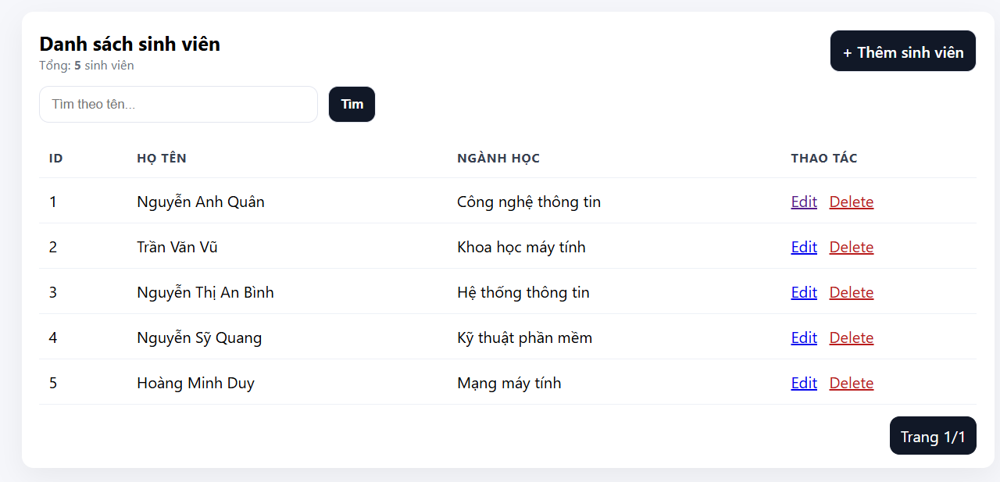 Danh sách sinh viên
+ Thêm sinh viên
Tổng: 5 sinh viên
Tìm theo tên...
Tìm
ID HỌ TÊN NGÀNH HỌC THAO TÁC
1 Nguyễn Anh Quân Công nghệ thông tin Edit Delete
2 Trần Văn Vũ Khoa học máy tính Edit Delete
3 Nguyễn Thị An Bình Hệ thống thông tin Edit Delete
4 Nguyễn Sỹ Quang Kỹ thuật phần mềm Edit Delete
5 Hoàng Minh Duy Mạng máy tính Edit Delete
Trang 1/1